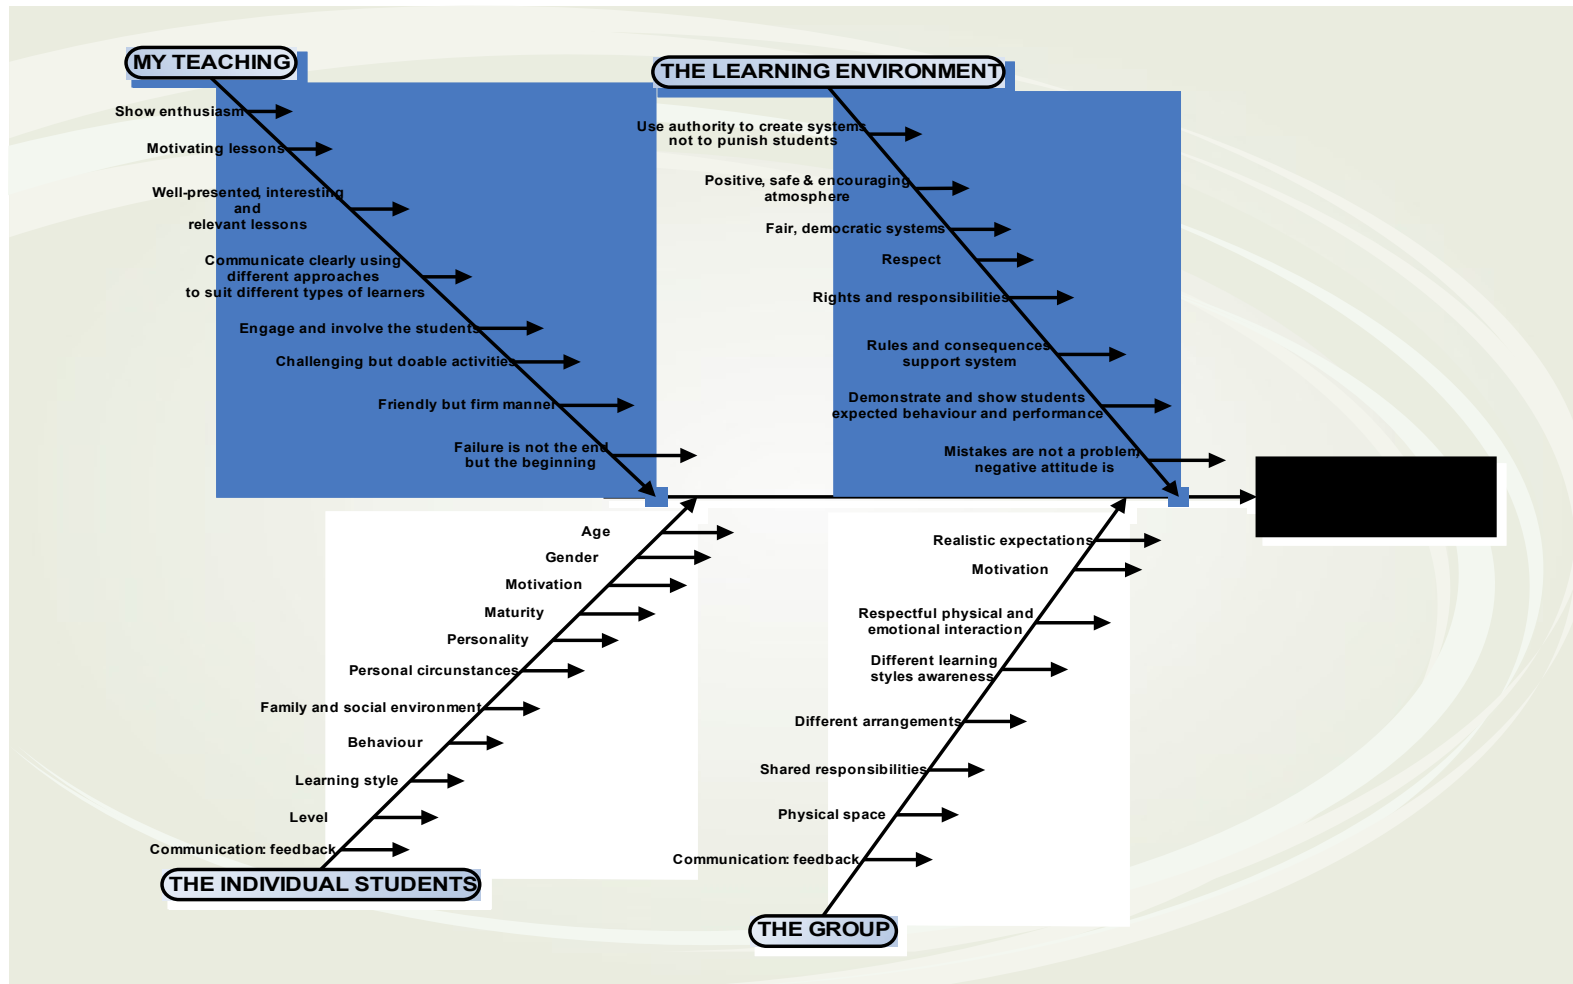 MY TEACHING
Show enthusiasm
Motivating lessons
Well-presented, interesting
and
relevant lessons
Communicate clearly using
different approaches
to suit different types of learners
Engage and involve the students
Challenging but doable activities
Friendly but firm manner
Failure is not the end
but the beginning
THE LEARNING ENVIRONMENT
Use authority to create systems
not to punish students
Positive, safe & encouraging
atmosphere
Fair, democratic systems
Respect
Rights and responsibilities
Rules and consequences
support system
Demonstrate and show students
expected behaviour and performance
Mistakes are not a problem,
negative attitude is
Age
Gender
Motivation
Maturity
Personality
Personal circunstances
Family and social environment
Behaviour
Learning style
Level
Communication: feedback
THE INDIVIDUAL STUDENTS
Realistic expectations
Motivation
Respectful physical and
emotional interaction
Different learning
styles awareness
Different arrangements
Shared responsibilities
Physical space
Communication: feedback
THE GROUP